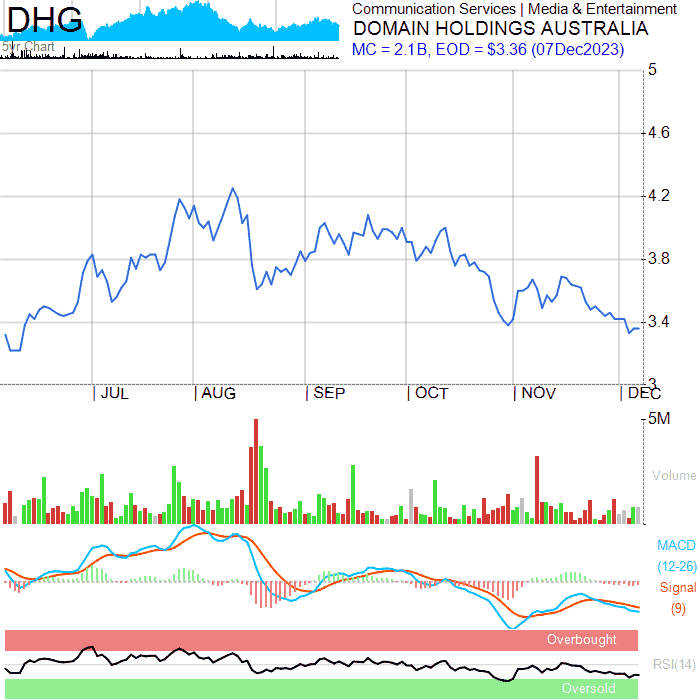 DHG
Communication Services | Media & Entertainment
DOMAIN HOLDINGS AUSTRALIA
5yr Chart
MC = 2.1B, EOD = $3.36 (07Dec2023)
5
4.6
4.2
3.8
3.4
3
JUL AUG SEP OCT NOV DEC
5M
Volume
MACD
(12-26)
Signal
(9)
Overbought
RSI(14)
Oversold